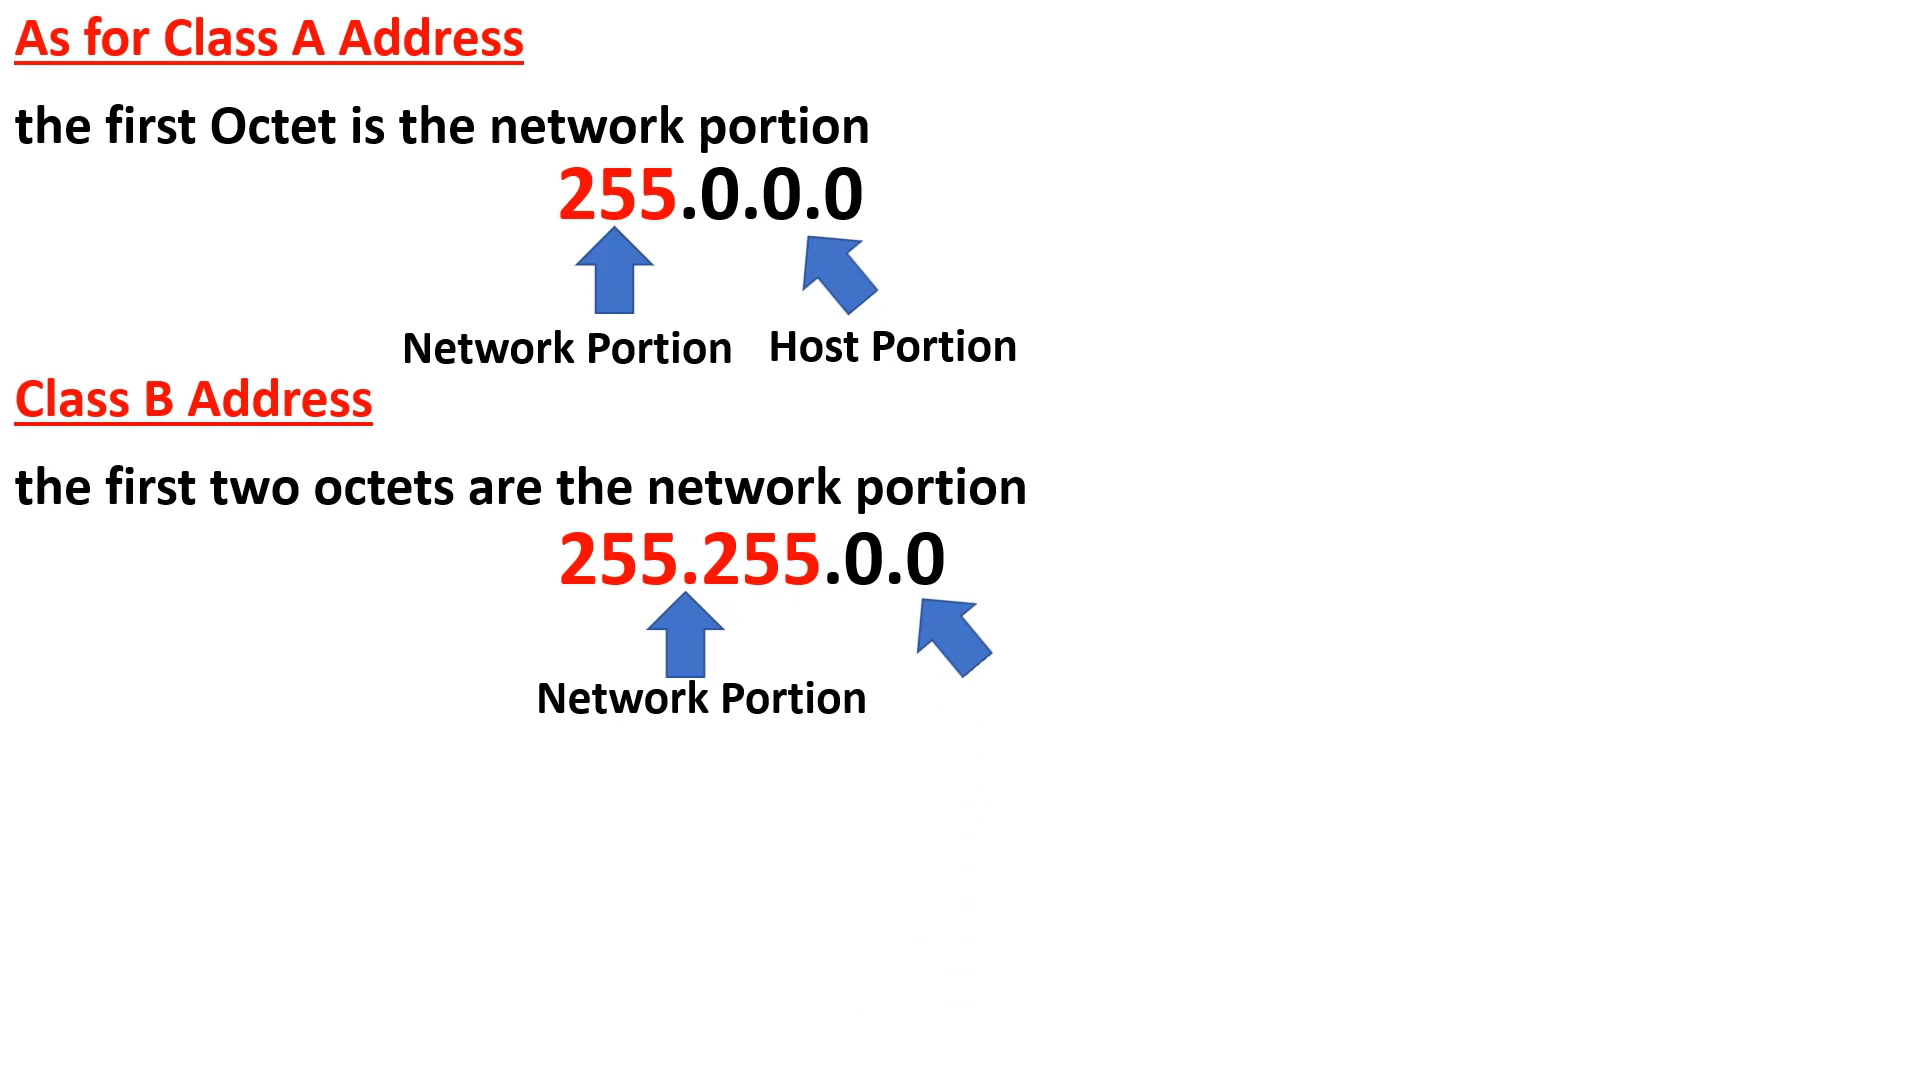 As for Class A Address
the first Octet is the network portion
255.0.0.0
Network Portion Host Portion
Class B Address
the first two octets are the network portion
255.255.0.0
Network Portion